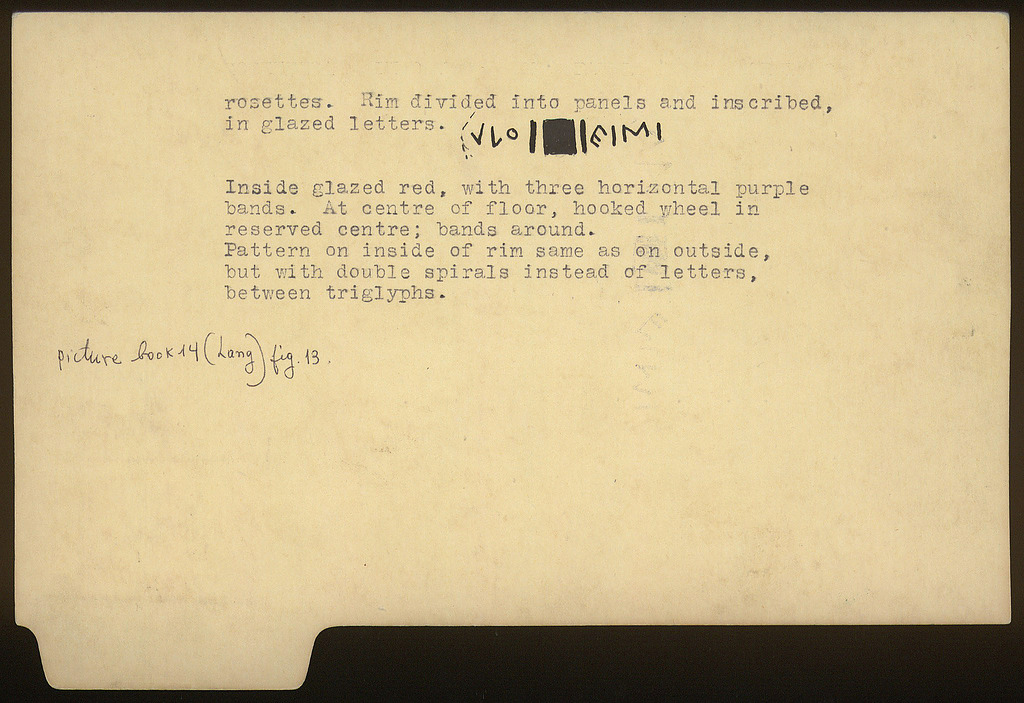 rosettes. Rim divided into panels and inscribed,
in glazed letters. VLO|■|EIMI
Inside glazed red, with three horizontal purple
bands. At centre of floor, hooked wheel in
reserved centre; bands around.
Pattern on inside of rim same as on outside,
but with double spirals instead of letters,
between triglyphs.
picture book 14 (Lang) fig. 13.